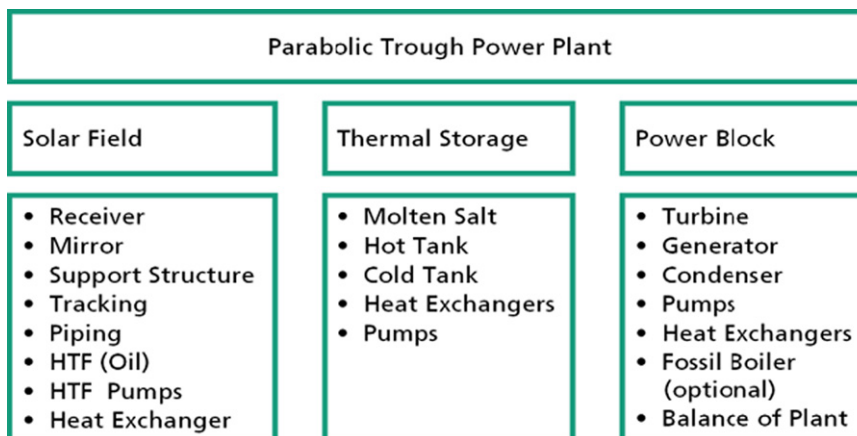 Parabolic Trough Power Plant
Solar Field
Thermal Storage
Power Block
• Receiver
• Mirror
• Support Structure
• Tracking
• Piping
• HTF (Oil)
• HTF Pumps
• Heat Exchanger
• Molten Salt
• Hot Tank
• Cold Tank
• Heat Exchangers
• Pumps
• Turbine
• Generator
• Condenser
• Pumps
• Heat Exchangers
• Fossil Boiler
(optional)
• Balance of Plant